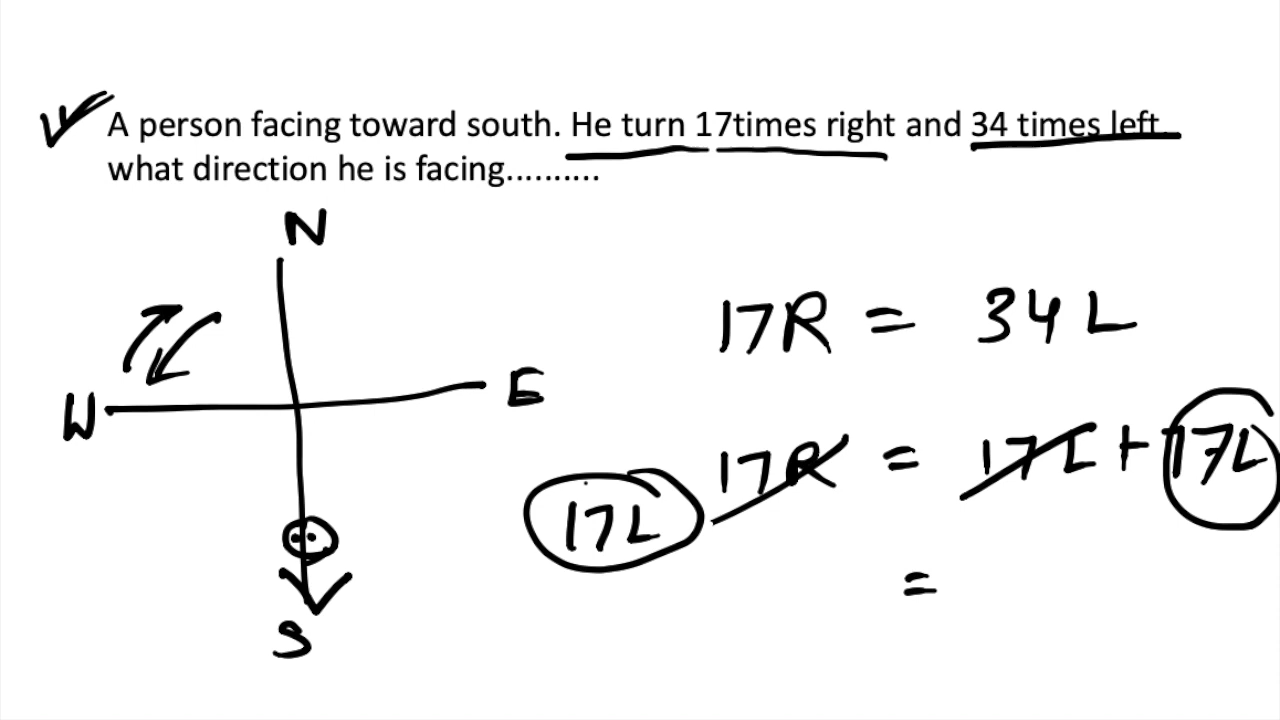 A person facing toward south. He turn 17times right and 34 times left.
what direction he is facing..........
N
W
E
S
17R = 34L
17R = 17L + 17L
17L
=